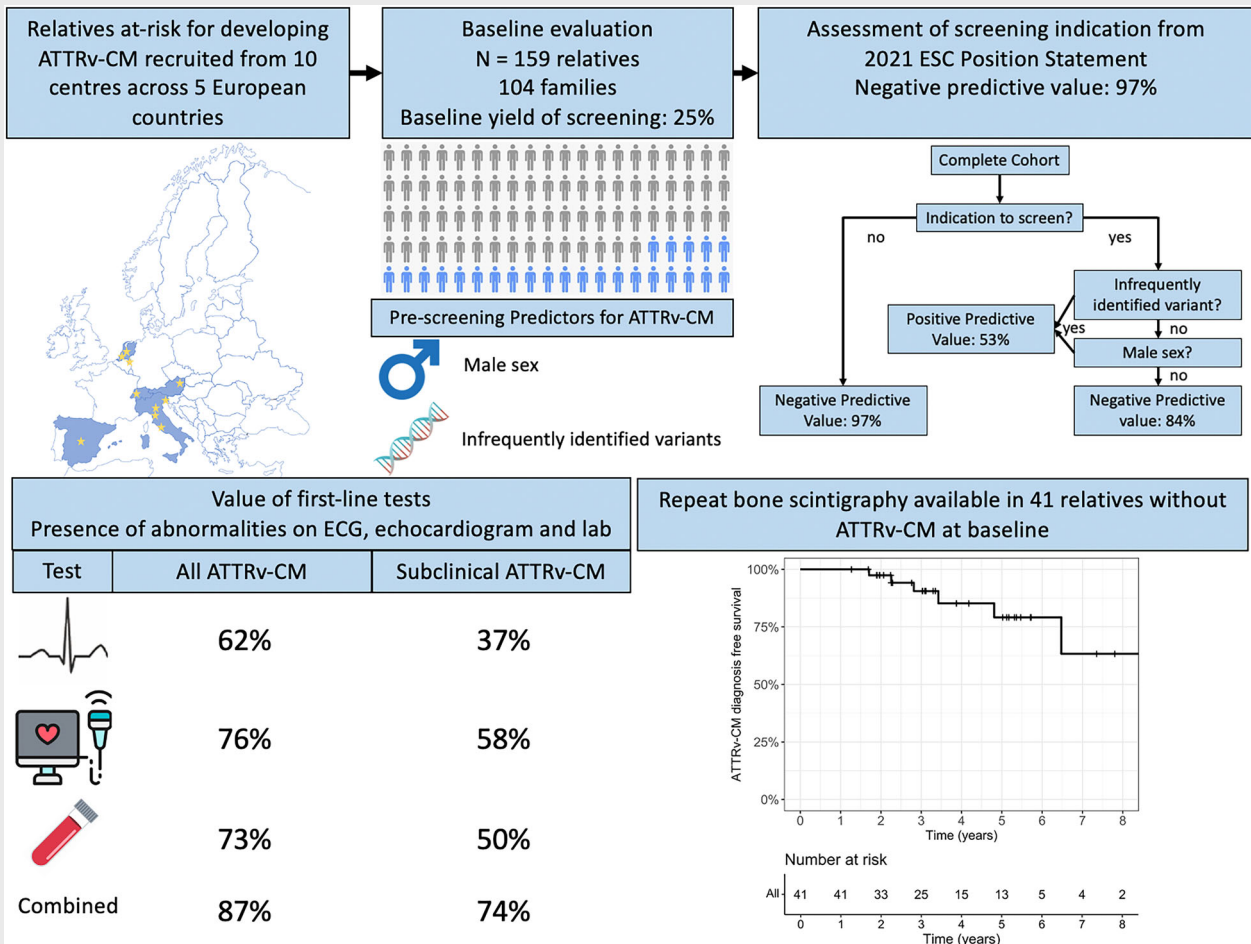 Relatives at-risk for developing
ATTRv-CM recruited from 10
centres across 5 European
countries
Baseline evaluation
N = 159 relatives
104 families
Baseline yield of screening: 25%
Assessment of screening indication from
2021 ESC Position Statement
Negative predictive value: 97%
Pre-screening Predictors for ATTRv-CM
Male sex
Infrequently identified variants
Complete Cohort
Indication to screen?
no
yes
Infrequently
identified variant?
Positive Predictive
Value: 53%
yes
no
Male sex?
no
Negative Predictive
Value: 97%
Negative Predictive
value: 84%
Value of first-line tests
Presence of abnormalities on ECG, echocardiogram and lab
Test
All ATTRv-CM
Subclinical ATTRv-CM
62%
37%
76%
58%
73%
50%
Combined
87%
74%
Repeat bone scintigraphy available in 41 relatives without
ATTRv-CM at baseline
ATTRv-CM diagnosis free survival
100%
75%
50%
25%
0%
0 1 2 3 4 5 6 7 8
Time (years)
Number at risk
All 41 41 33 25 15 13 5 4 2
0 1 2 3 4 5 6 7 8
Time (years)